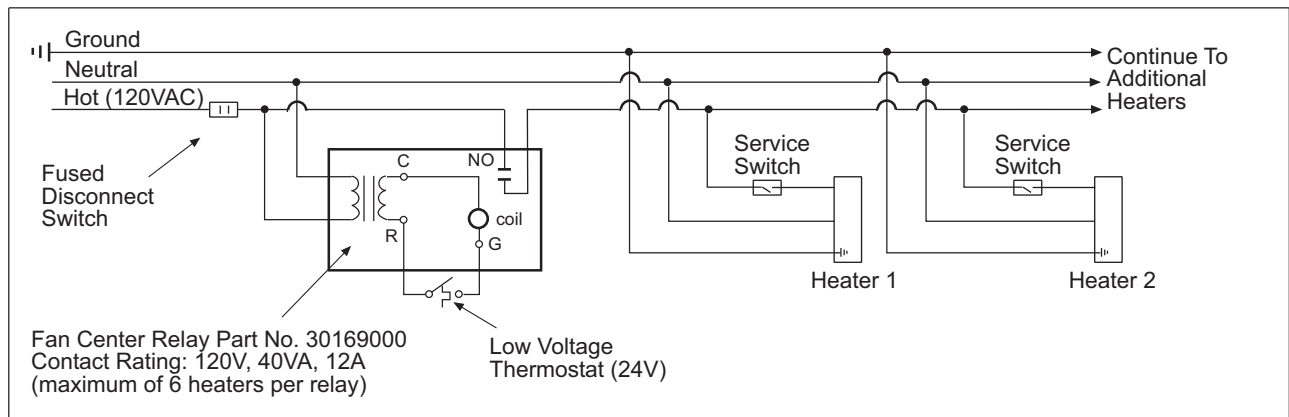 Ground
Neutral
Hot (120VAC)
Continue To
Additional
Heaters
Fused
Disconnect
Switch
C
NO
R
coil
G
Service
Switch
Service
Switch
Heater 1
Heater 2
Fan Center Relay Part No. 30169000
Contact Rating: 120V, 40VA, 12A
(maximum of 6 heaters per relay)
Low Voltage
Thermostat (24V)